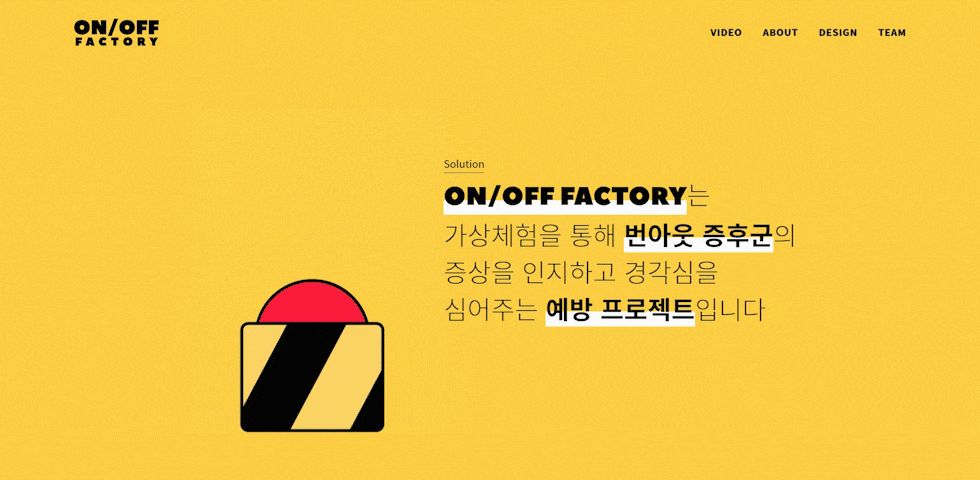 ON/OFF
FACTORY
VIDEO ABOUT DESIGN TEAM
Solution
ON/OFF FACTORY는
가상체험을 통해 번아웃 증후군의
증상을 인지하고 경각심을
심어주는 예방 프로젝트입니다